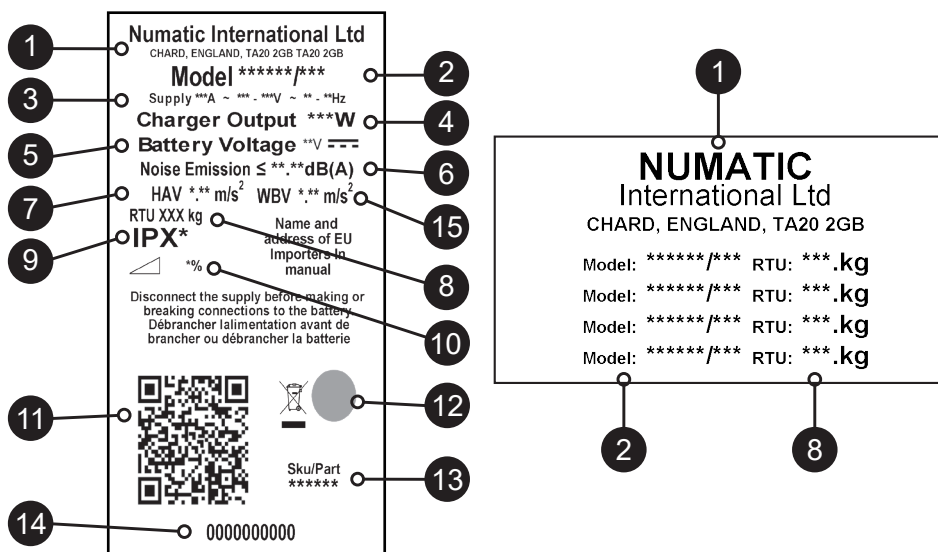 Numatic International Ltd
CHARD, ENGLAND, TA20 2GB TA20 2GB
Model ******/***
Supply ***A ~ *** - ***V ~ ** - **Hz
Charger Output ***W
Battery Voltage **V
Noise Emission ≤ **.**dB(A)
HAV *.** m/s² WBV *.** m/s²
RTU XXX kg
IPX*
Name and
address of EU
Importers In
manual
*%
Disconnect the supply before making or
breaking connections to the battery
Débrancher lalimentation avant de
brancher ou débrancher la batterie
Sku/Part
******
0000000000
1
2
3
4
5
6
7
15
9
8
10
11
12
13
14
1
NUMATIC
International Ltd
CHARD, ENGLAND, TA20 2GB
Model: ******/*** RTU: ***.kg
Model: ******/*** RTU: ***.kg
Model: ******/*** RTU: ***.kg
Model: ******/*** RTU: ***.kg
2
8